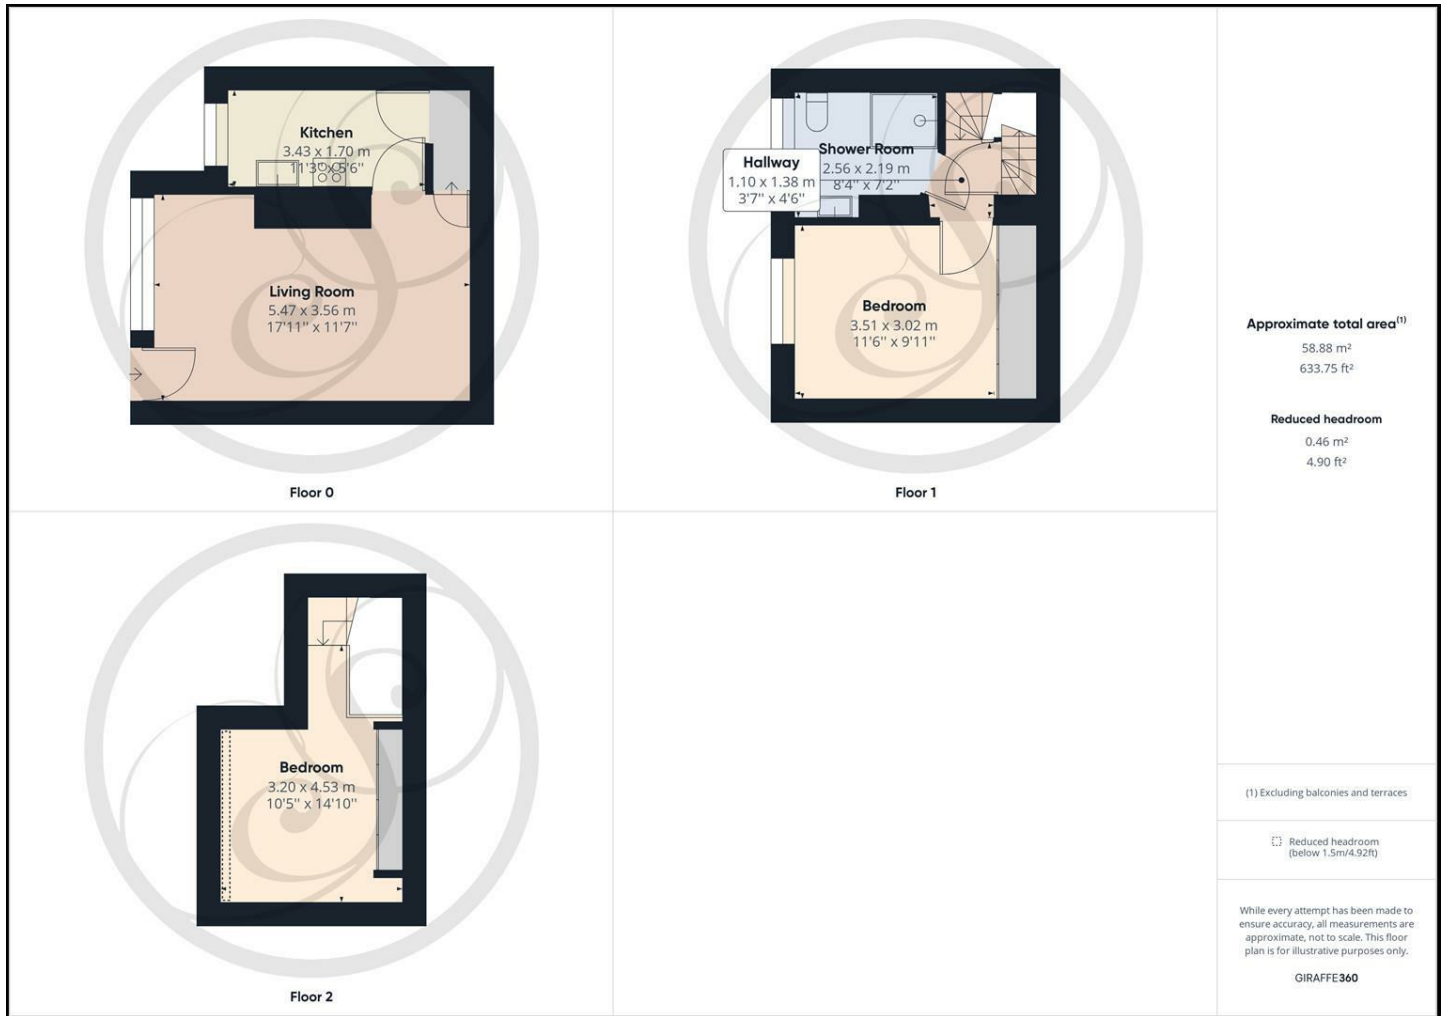 Kitchen
3.43 x 1.70 m
11'3" x 5'6"
Living Room
5.47 x 3.56 m
17'11" x 11'7"
Floor 0
Hallway
1.10 x 1.38 m
3'7" x 4'6"
Shower Room
2.56 x 2.19 m
8'4" x 7'2"
Bedroom
3.51 x 3.02 m
11'6" x 9'11"
Floor 1
Bedroom
3.20 x 4.53 m
10'5" x 14'10"
Floor 2
Approximate total area(1)
58.88 m²
633.75 ft²
Reduced headroom
0.46 m²
4.90 ft²
(1) Excluding balconies and terraces
Reduced headroom
(below 1.5m/4.92ft)
While every attempt has been made to
ensure accuracy, all measurements are
approximate, not to scale. This floor
plan is for illustrative purposes only.
GIRAFFE360